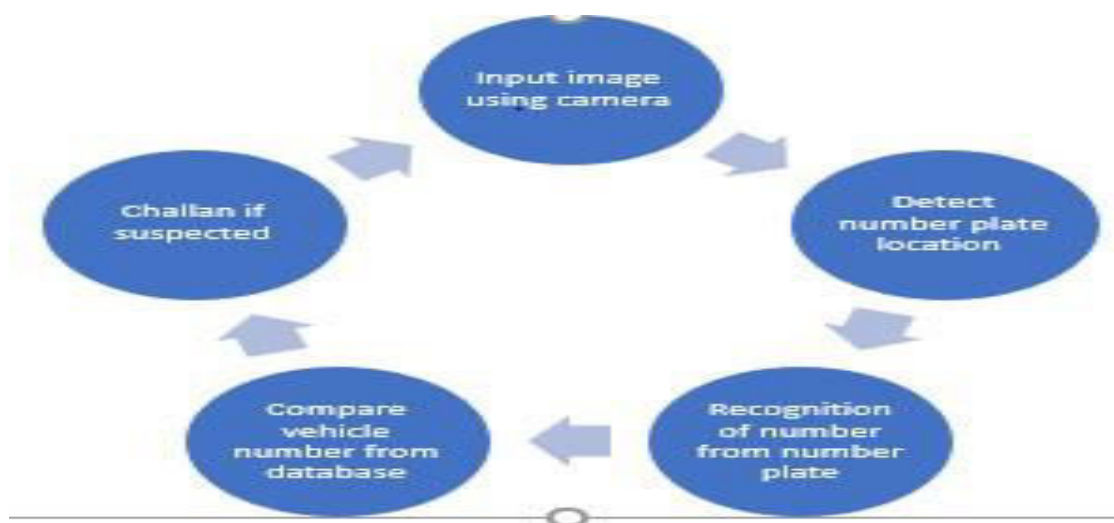 Input image
using camera
Detect
number plate
location
Recognition
of number
from number
plate
Compare
vehicle
number from
database
Challan if
suspected